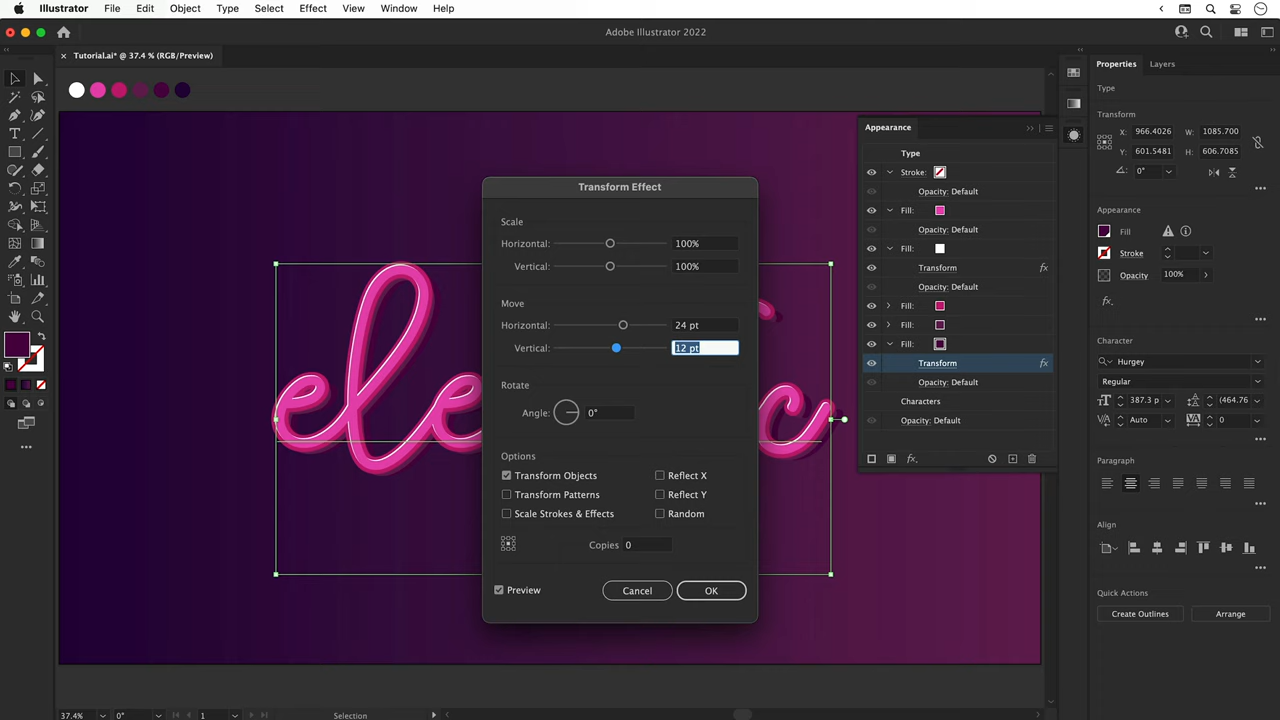 Illustrator File Edit Object Type Select Effect View Window Help
Adobe Illustrator 2022
Tutorial.ai* @ 37.4 % (RGB/Preview)
Properties Layers
Type
Transform
X: 966.4026 W: 1085.700
Y: 601.5481 H: 606.7085
0°
Appearance
Fill
Stroke
Opacity 100%
fx.
Character
Hurgey
Regular
387.3 p (464.76
Auto 0
Paragraph
Align
Quick Actions
Create Outlines Arrange
Appearance
Type
Stroke:
Opacity: Default
Fill:
Opacity: Default
Fill:
Transform fx
Opacity: Default
Fill:
Fill:
Fill:
Transform fx
Opacity: Default
Characters
Opacity: Default
fx.
Transform Effect
Scale
Horizontal: 100%
Vertical: 100%
Move
Horizontal: 24 pt
Vertical: 12 pt
Rotate
Angle: 0°
Options
Transform Objects Reflect X
Transform Patterns Reflect Y
Scale Strokes & Effects Random
Copies 0
Preview Cancel OK
ele c
37.4% 0° 1 Selection